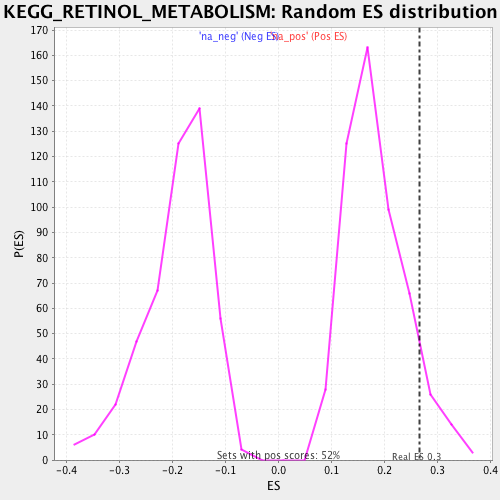 KEGG_RETINOL_METABOLISM: Random ES distribution
'na_neg' (Neg ES) 'na_pos' (Pos ES)
170
160
150
140
130
120
110
100
90
80
70
60
50
40
30
20
10
0
P(ES)
Sets with pos scores: 52%
Real ES 0.3
-0.4 -0.3 -0.2 -0.1 0.0 0.1 0.2 0.3 0.4
ES